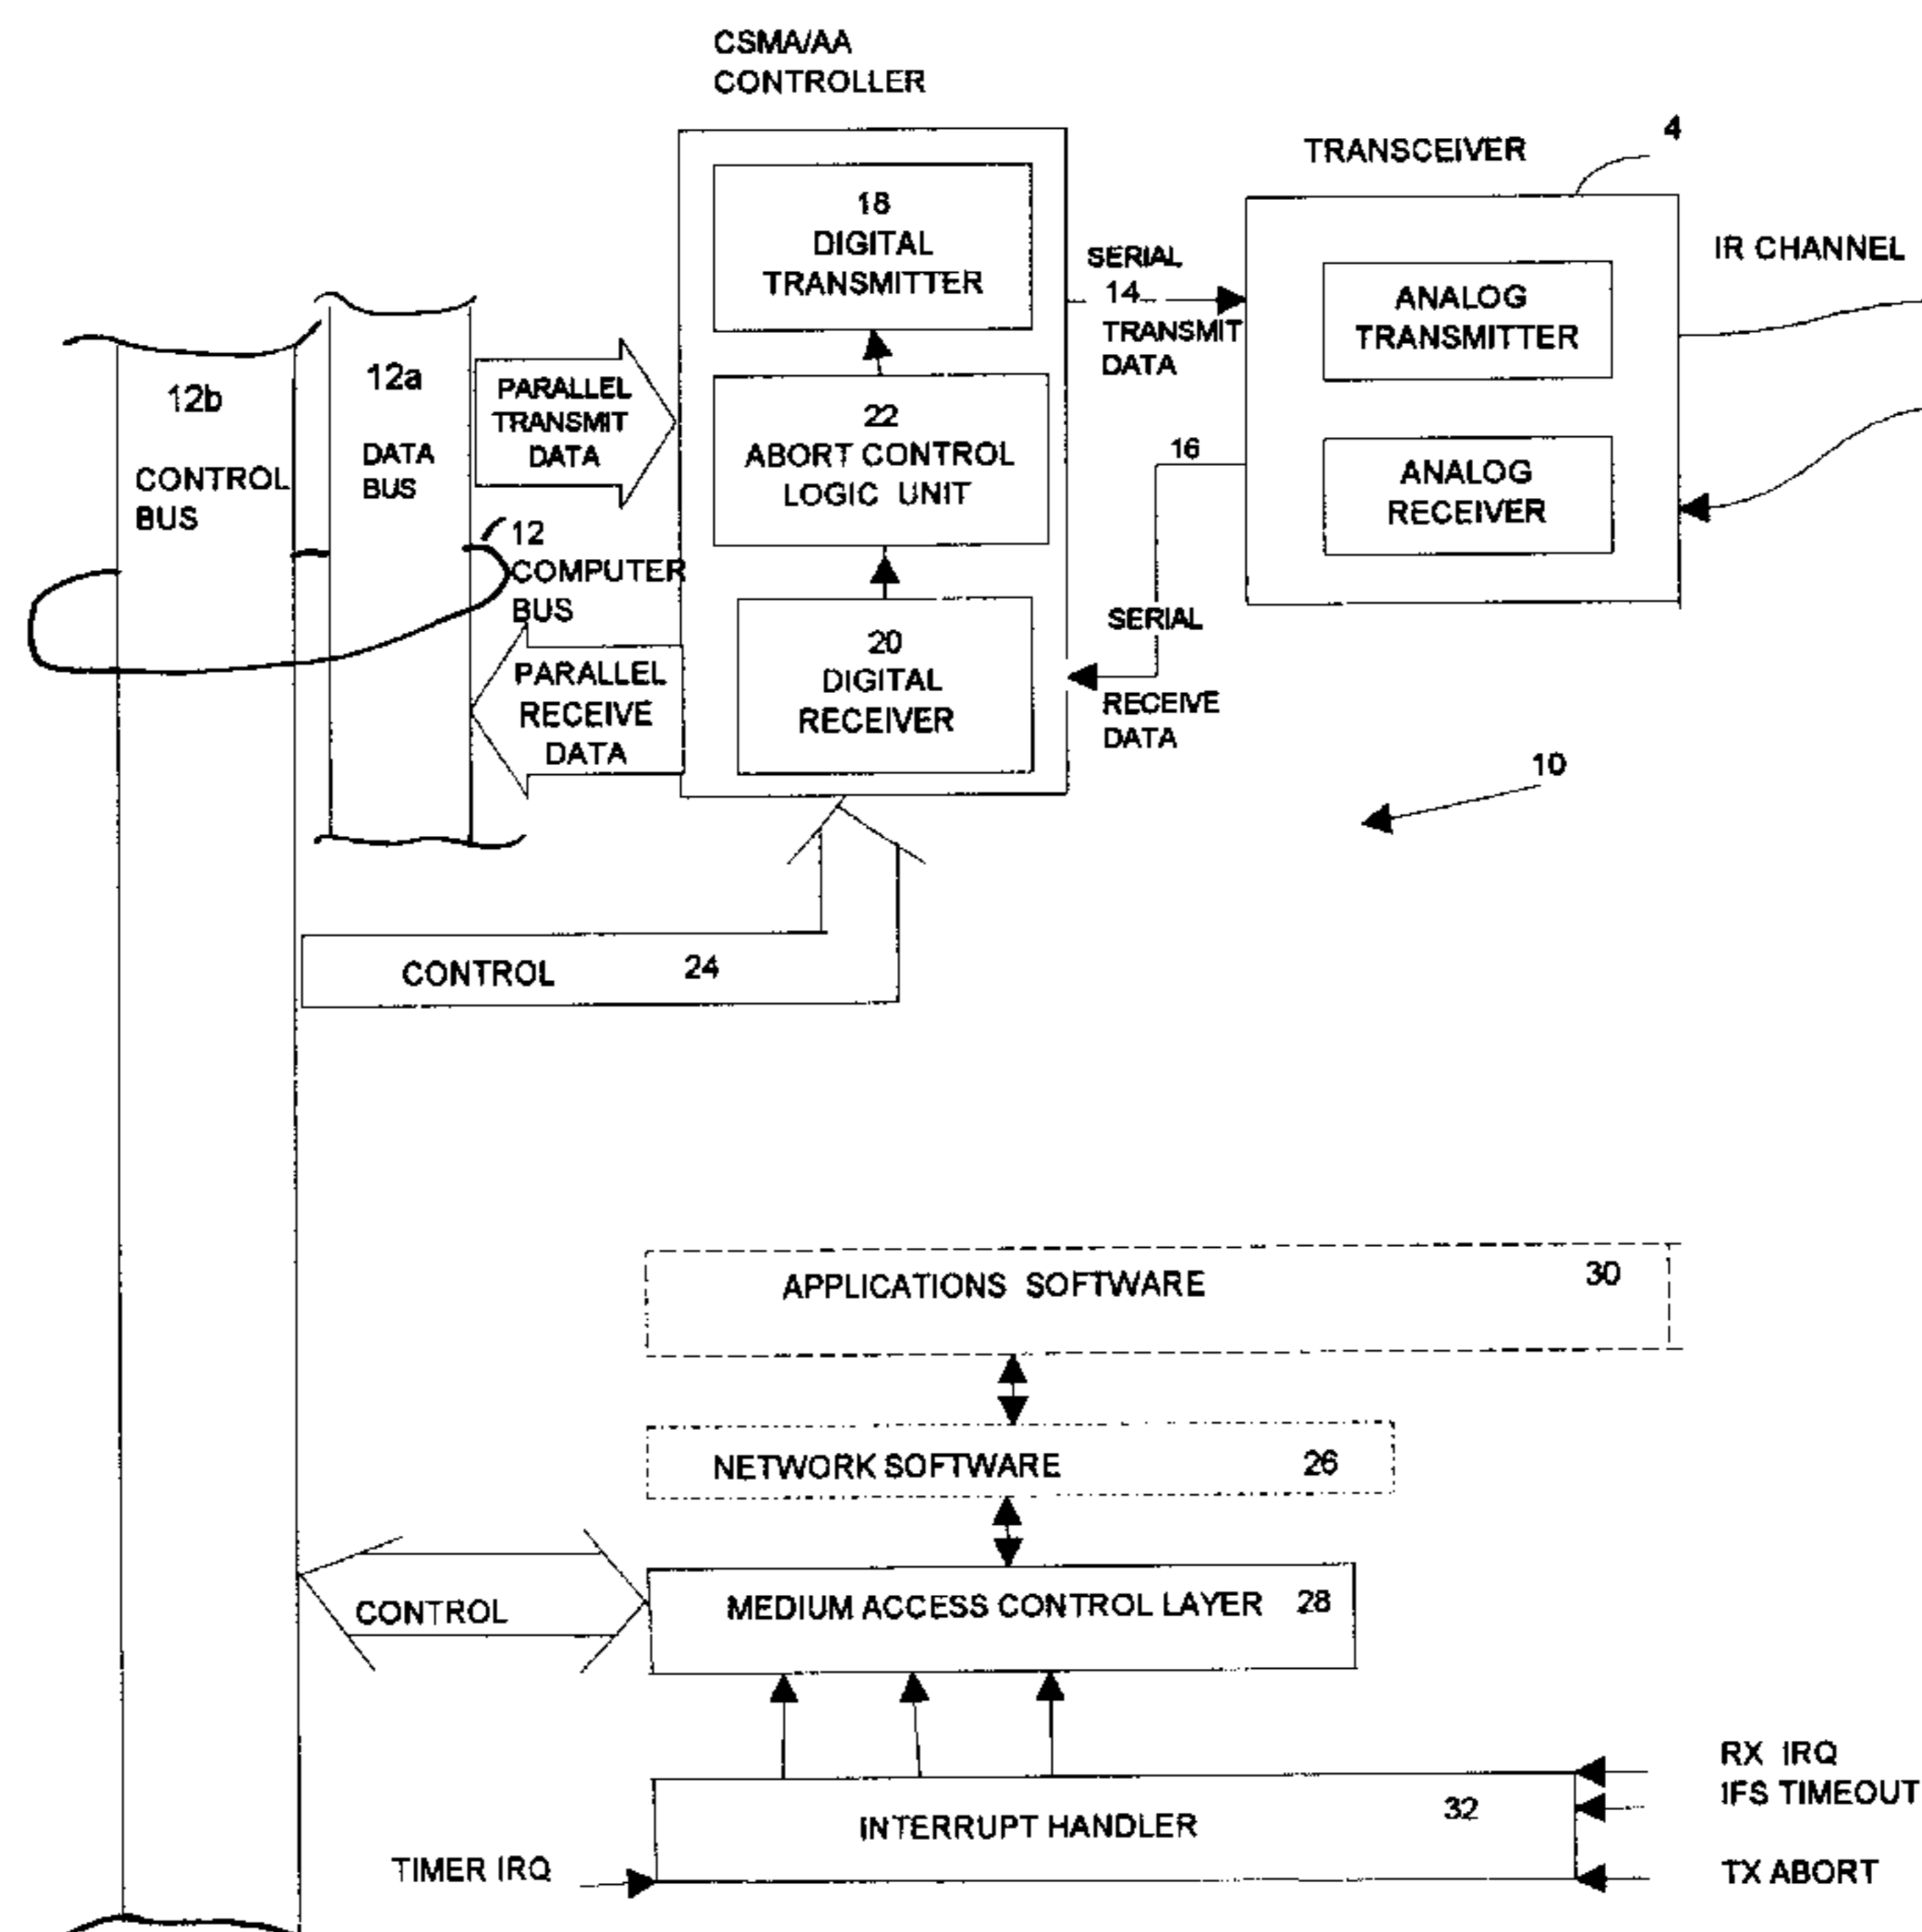 CSMA/AA
CONTROLLER
4
TRANSCEIVER
18
DIGITAL
TRANSMITTER
SERIAL
14
TRANSMIT
DATA
IR CHANNEL
ANALOG
TRANSMITTER
12b
CONTROL
BUS
12a
DATA
BUS
PARALLEL
TRANSMIT
DATA
22
ABORT CONTROL
LOGIC UNIT
16
ANALOG
RECEIVER
12
COMPUTER
BUS
PARALLEL
RECEIVE
DATA
20
DIGITAL
RECEIVER
SERIAL
RECEIVE
DATA
10
CONTROL 24
APPLICATIONS SOFTWARE 30
NETWORK SOFTWARE 26
CONTROL
MEDIUM ACCESS CONTROL LAYER 28
INTERRUPT HANDLER 32
RX IRQ
IFS TIMEOUT
TIMER IRQ
TX ABORT